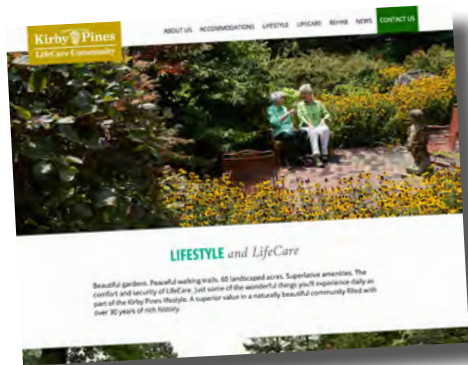 Kirby Pines
LifeCare Community
ABOUT US ACCOMMODATIONS LIFESTYLE LIFECARE REHAB NEWS CONTACT US
LIFESTYLE and LifeCare
Beautiful gardens. Peaceful walking trails. 60 landscaped acres. Superlative amenities. The
comfort and security of LifeCare. Just some of the wonderful things you'll experience daily as
part of the Kirby Pines lifestyle. A superior value in a naturally beautiful community filled with
over 30 years of rich history.